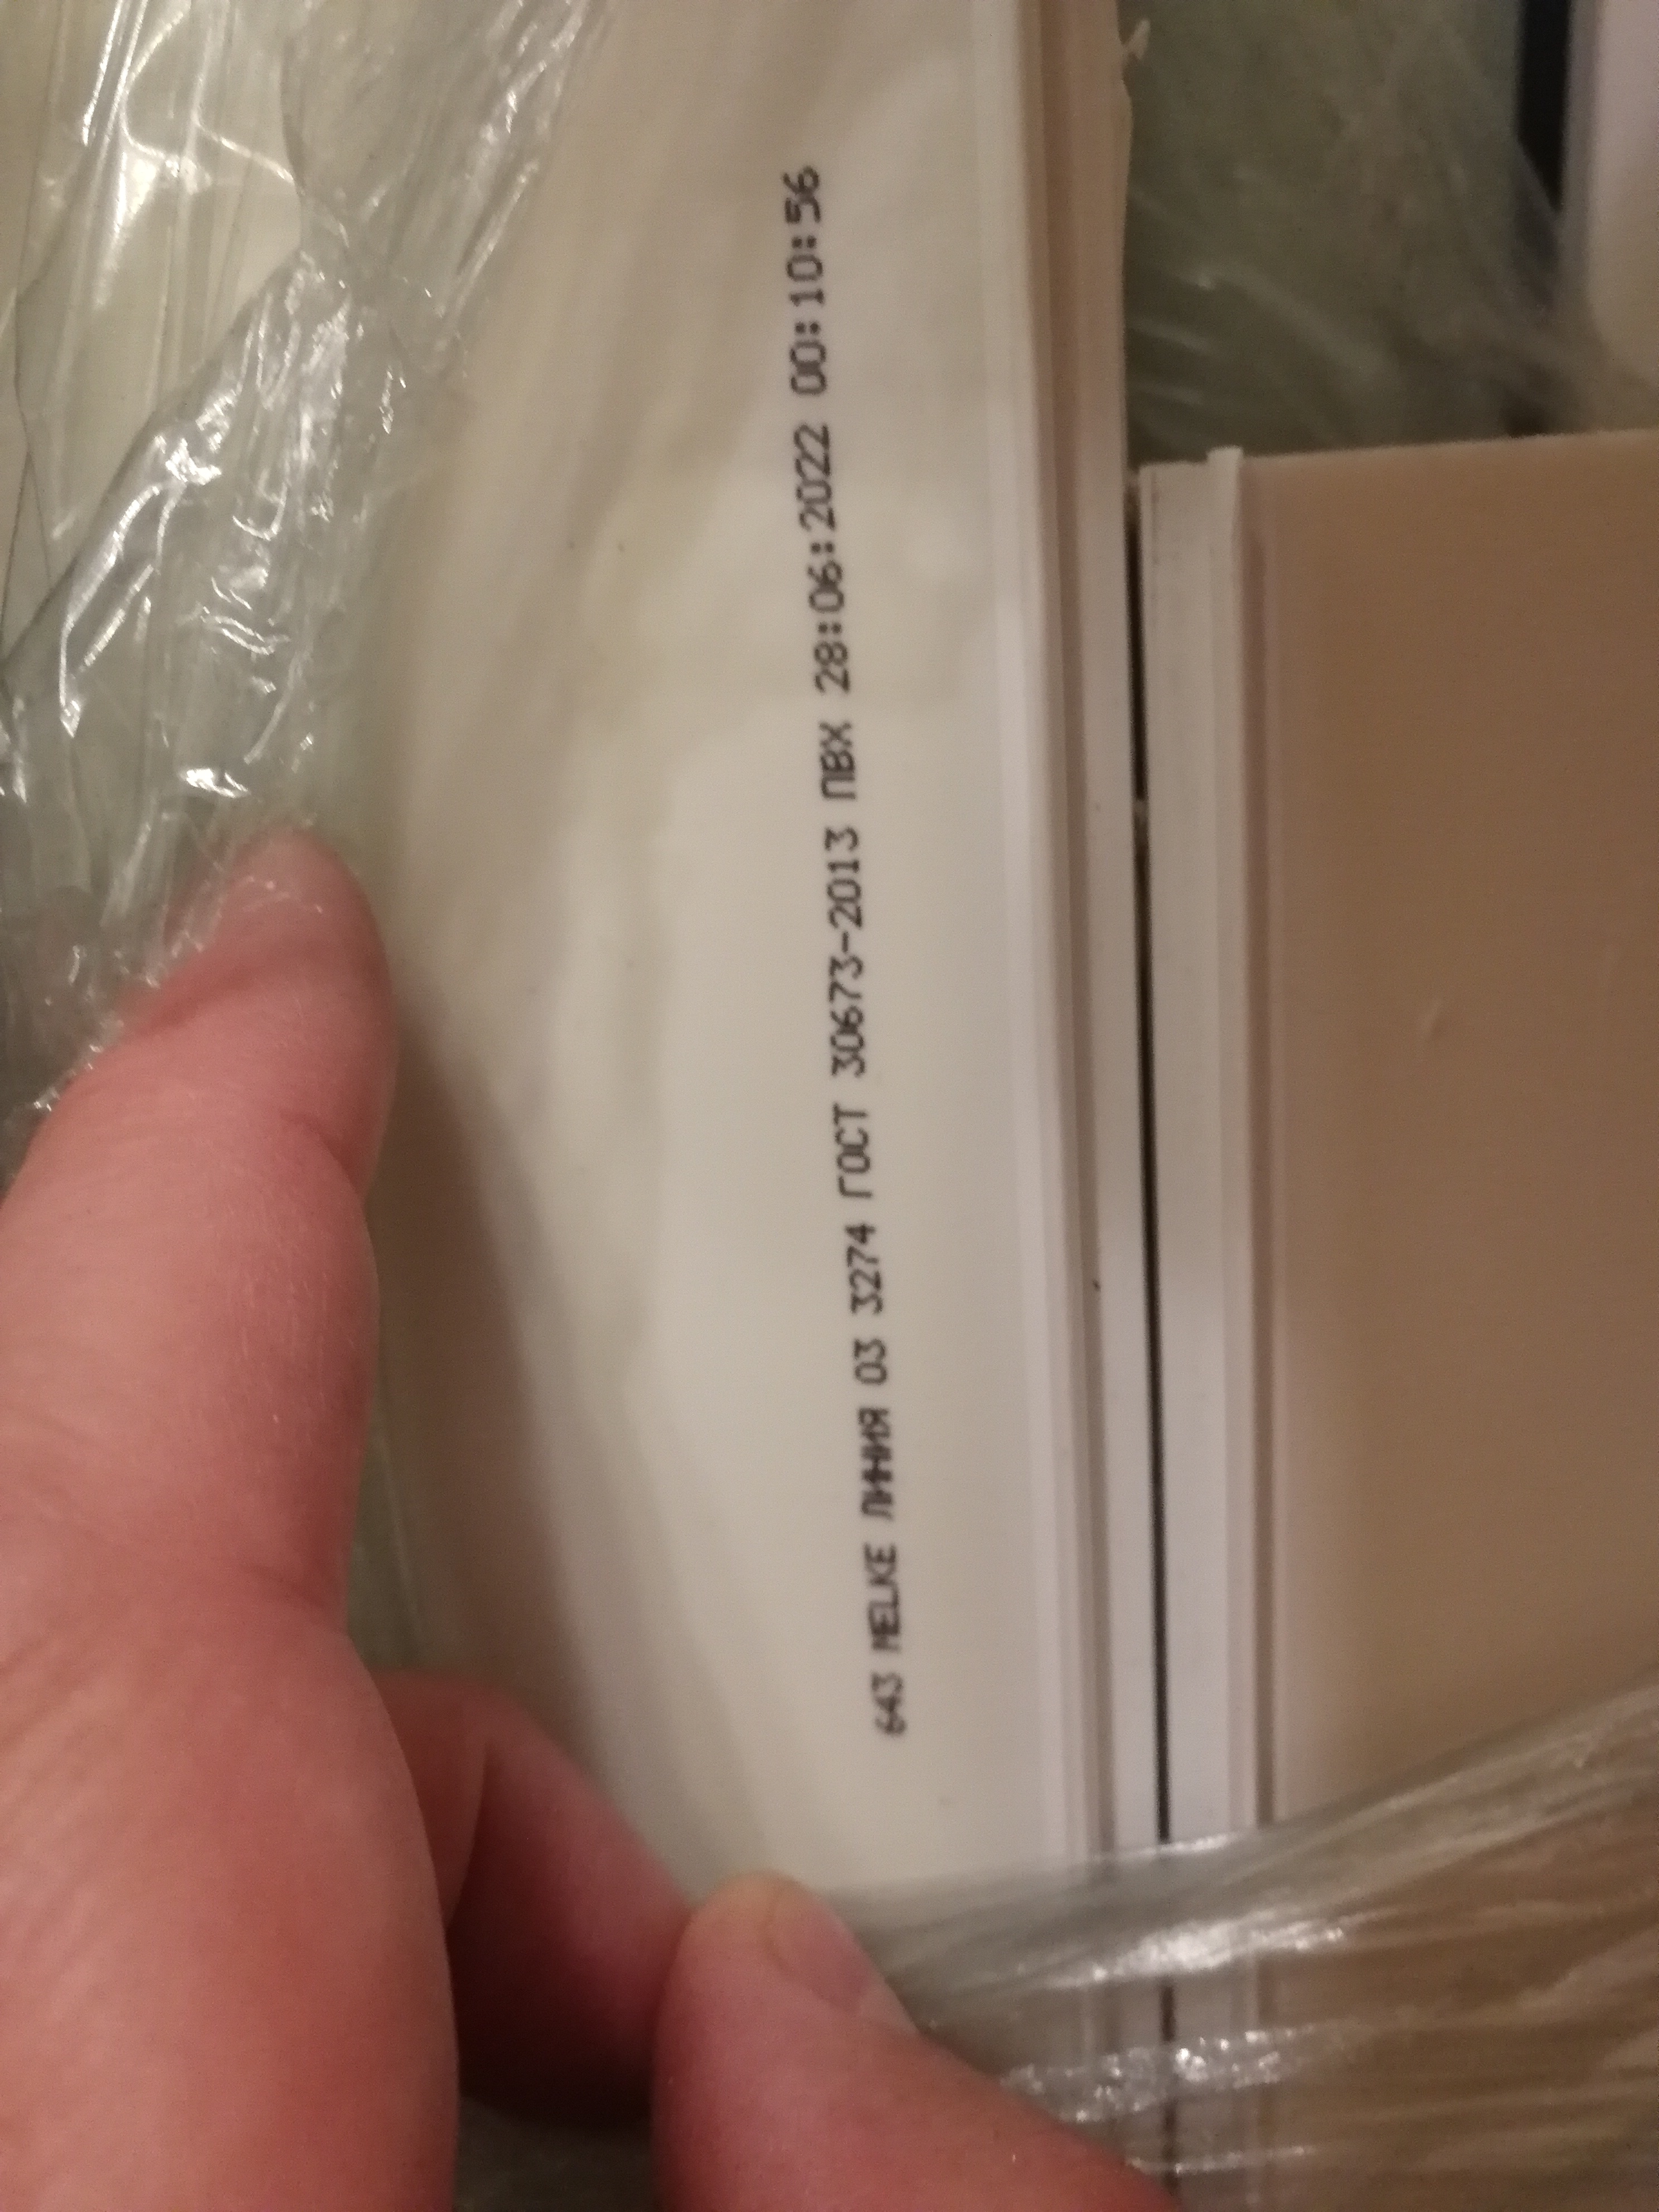 643 MELKE ЛИНИЯ 03 3274 ГОСТ 30673-2013 ПВХ 28:06:2022 00:10:56